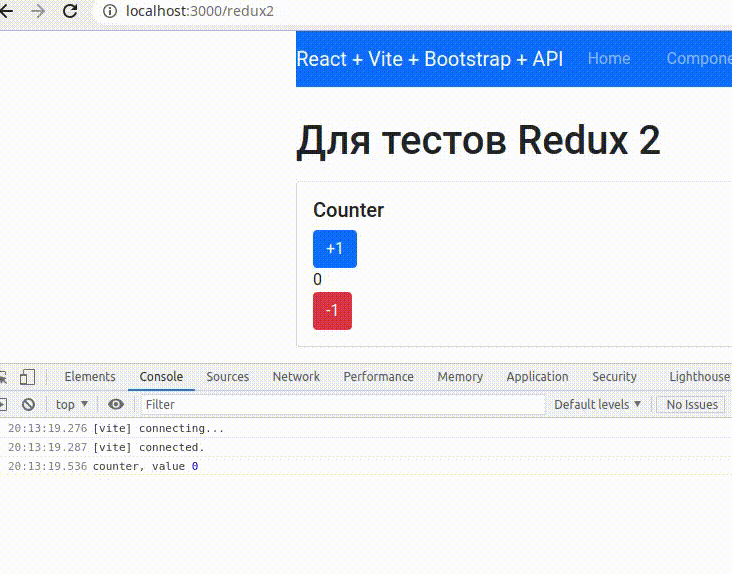 localhost:3000/redux2
React + Vite + Bootstrap + API Home Compone
Для тестов Redux 2
Counter
+1
0
-1
Elements Console Sources Network Performance Memory Application Security Lighthouse
top Filter Default levels No Issues
20:13:19.276 [vite] connecting...
20:13:19.287 [vite] connected.
20:13:19.536 counter, value 0